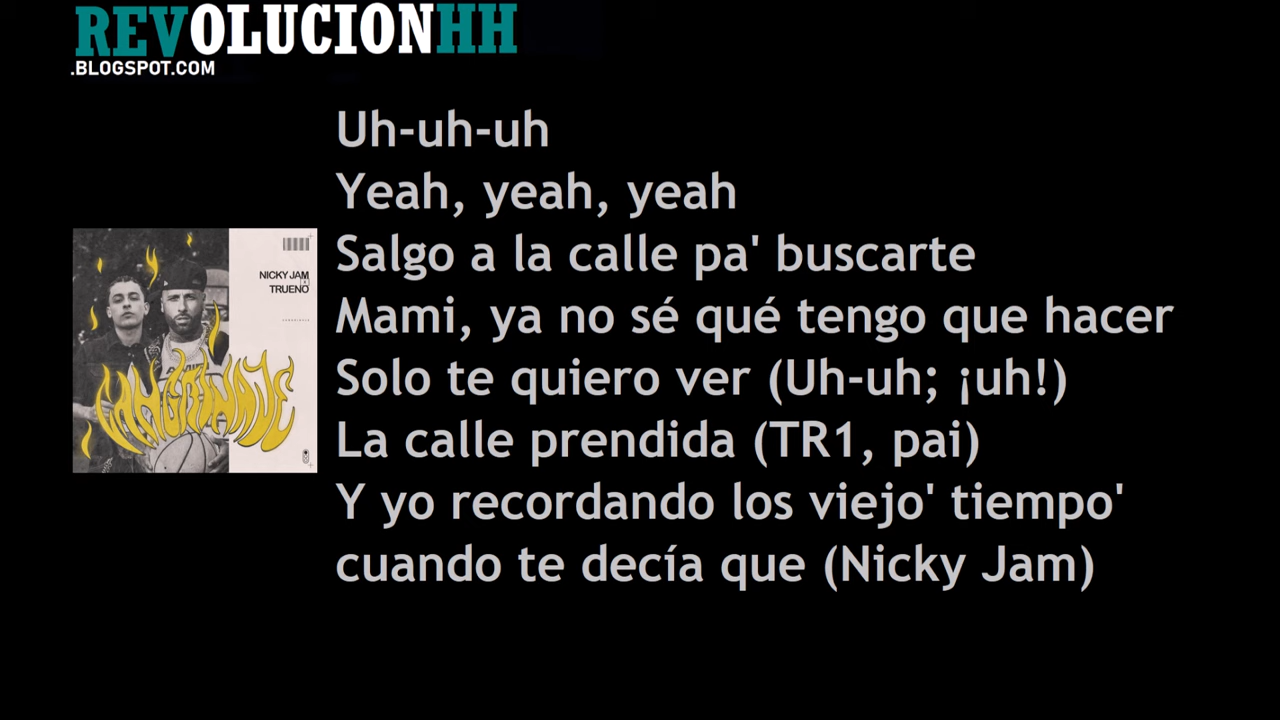 REVOLUCIONHH
.BLOGSPOT.COM
Uh-uh-uh
Yeah, yeah, yeah
Salgo a la calle pa' buscarte
Mami, ya no sé qué tengo que hacer
Solo te quiero ver (Uh-uh; ¡uh!)
La calle prendida (TR1, pai)
Y yo recordando los viejo' tiempo'
cuando te decía que (Nicky Jam)
NICKY JAM
TRUENO
CANGRINAJE